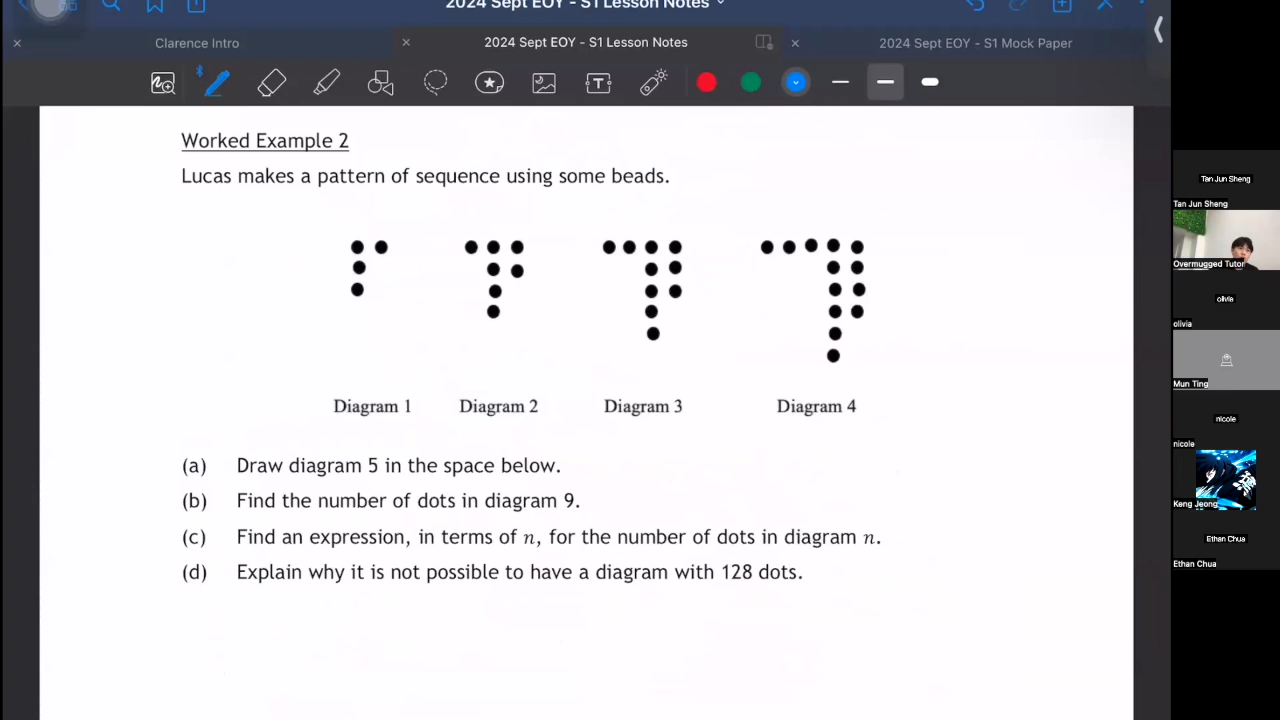 2024 Sept EOY - S1 Lesson Notes
Clarence Intro
2024 Sept EOY - S1 Lesson Notes
2024 Sept EOY - S1 Mock Paper
Worked Example 2
Lucas makes a pattern of sequence using some beads.
Diagram 1 Diagram 2 Diagram 3 Diagram 4
(a) Draw diagram 5 in the space below.
(b) Find the number of dots in diagram 9.
(c) Find an expression, in terms of n, for the number of dots in diagram n.
(d) Explain why it is not possible to have a diagram with 128 dots.
Tan Jun Sheng
Tan Jun Sheng
Overmugged Tutor
olivia
olivia
Mun Ting
nicole
nicole
Keng Jeong
Ethan Chua
Ethan Chua